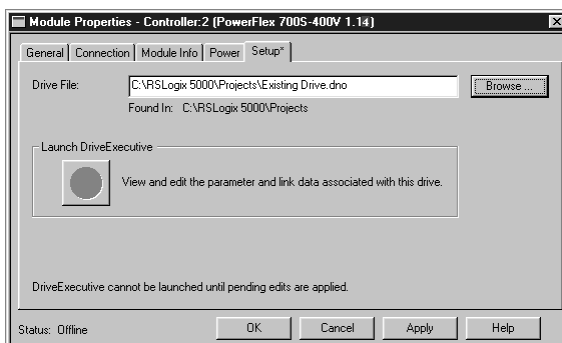 Module Properties - Controller:2 (PowerFlex 700S-400V 1.14)
General Connection Module Info Power Setup*
Drive File: C:\RSLogix 5000\Projects\Existing Drive.dno Browse ...
Found In: C:\RSLogix 5000\Projects
Launch DriveExecutive
View and edit the parameter and link data associated with this drive.
DriveExecutive cannot be launched until pending edits are applied.
Status: Offline OK Cancel Apply Help